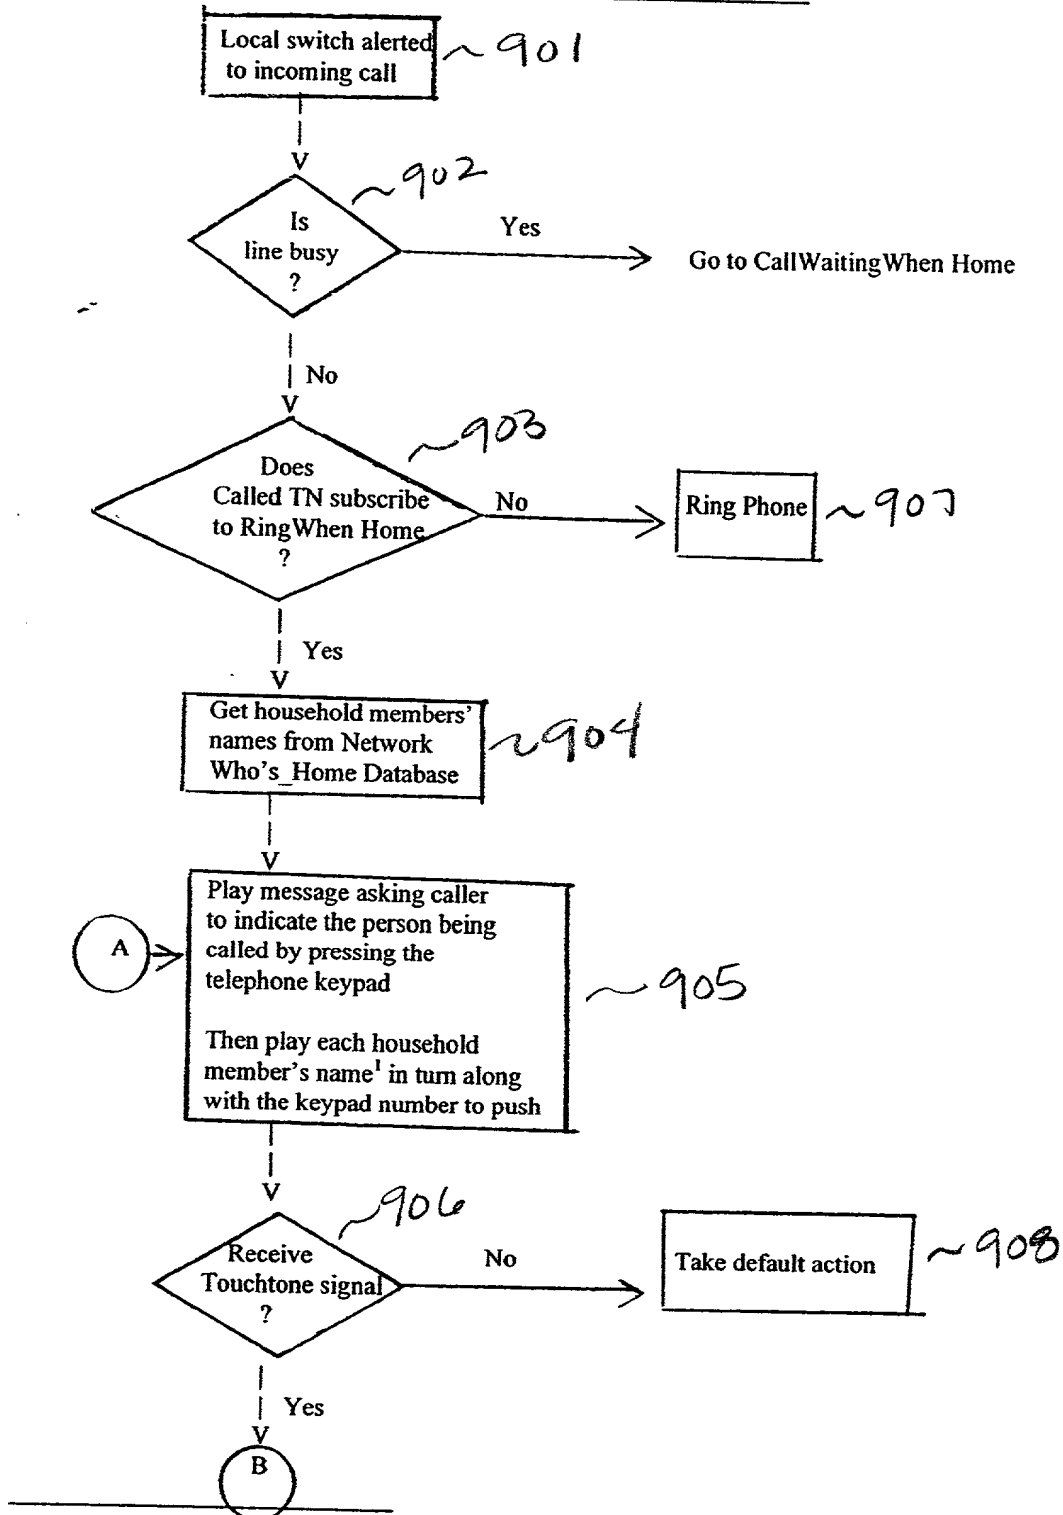 Local switch alerted
to incoming call
901
V
902
Is
line busy
?
Yes
Go to CallWaitingWhen Home
No
V
903
Does
Called TN subscribe
to RingWhen Home
?
No
Ring Phone
907
Yes
V
Get household members'
names from Network
Who's_Home Database
904
V
A
Play message asking caller
to indicate the person being
called by pressing the
telephone keypad
905
Then play each household
member's name¹ in turn along
with the keypad number to push
V
906
Receive
Touchtone signal
?
No
Take default action
908
Yes
V
B